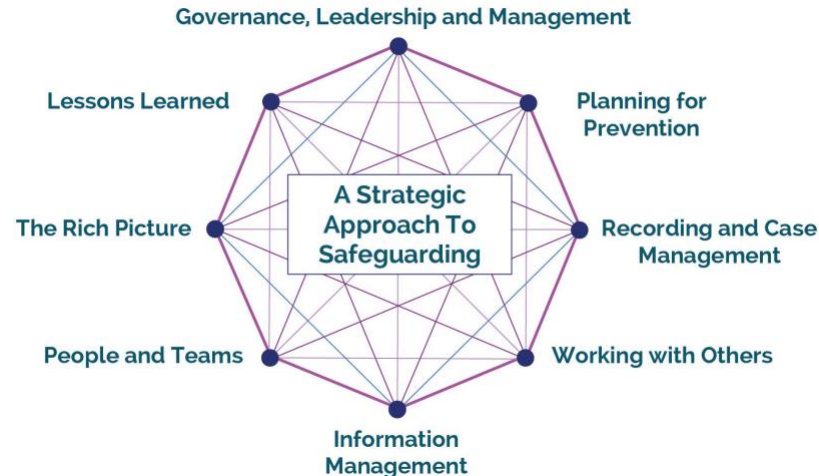 Governance, Leadership and Management
Lessons Learned
Planning for
Prevention
A Strategic
Approach To
Safeguarding
The Rich Picture
Recording and Case
Management
People and Teams
Working with Others
Information
Management